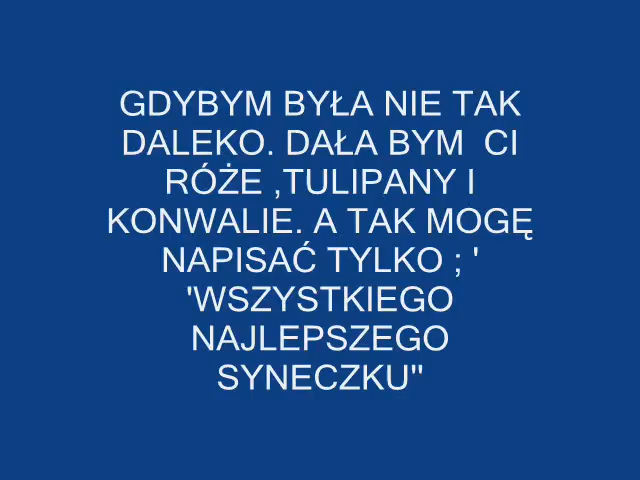 GDYBYM BYŁA NIE TAK
DALEKO. DAŁA BYM  CI
RÓŻE ,TULIPANY I
KONWALIE. A TAK MOGĘ
NAPISAĆ TYLKO ; '
'WSZYSTKIEGO
NAJLEPSZEGO
SYNECZKU''